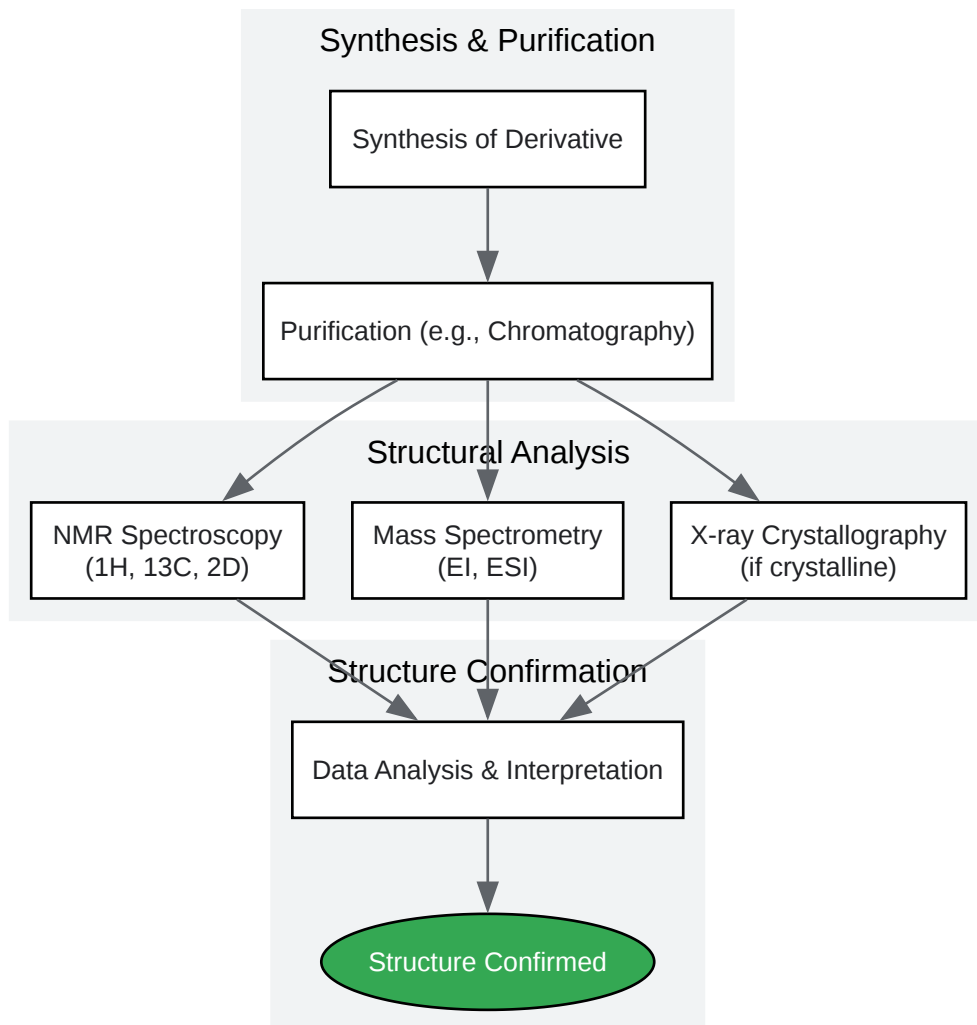 Synthesis & Purification
Synthesis of Derivative
Purification (e.g., Chromatography)
Structural Analysis
NMR Spectroscopy
(1H, 13C, 2D)
Mass Spectrometry
(EI, ESI)
X-ray Crystallography
(if crystalline)
Structure Confirmation
Data Analysis & Interpretation
Structure Confirmed